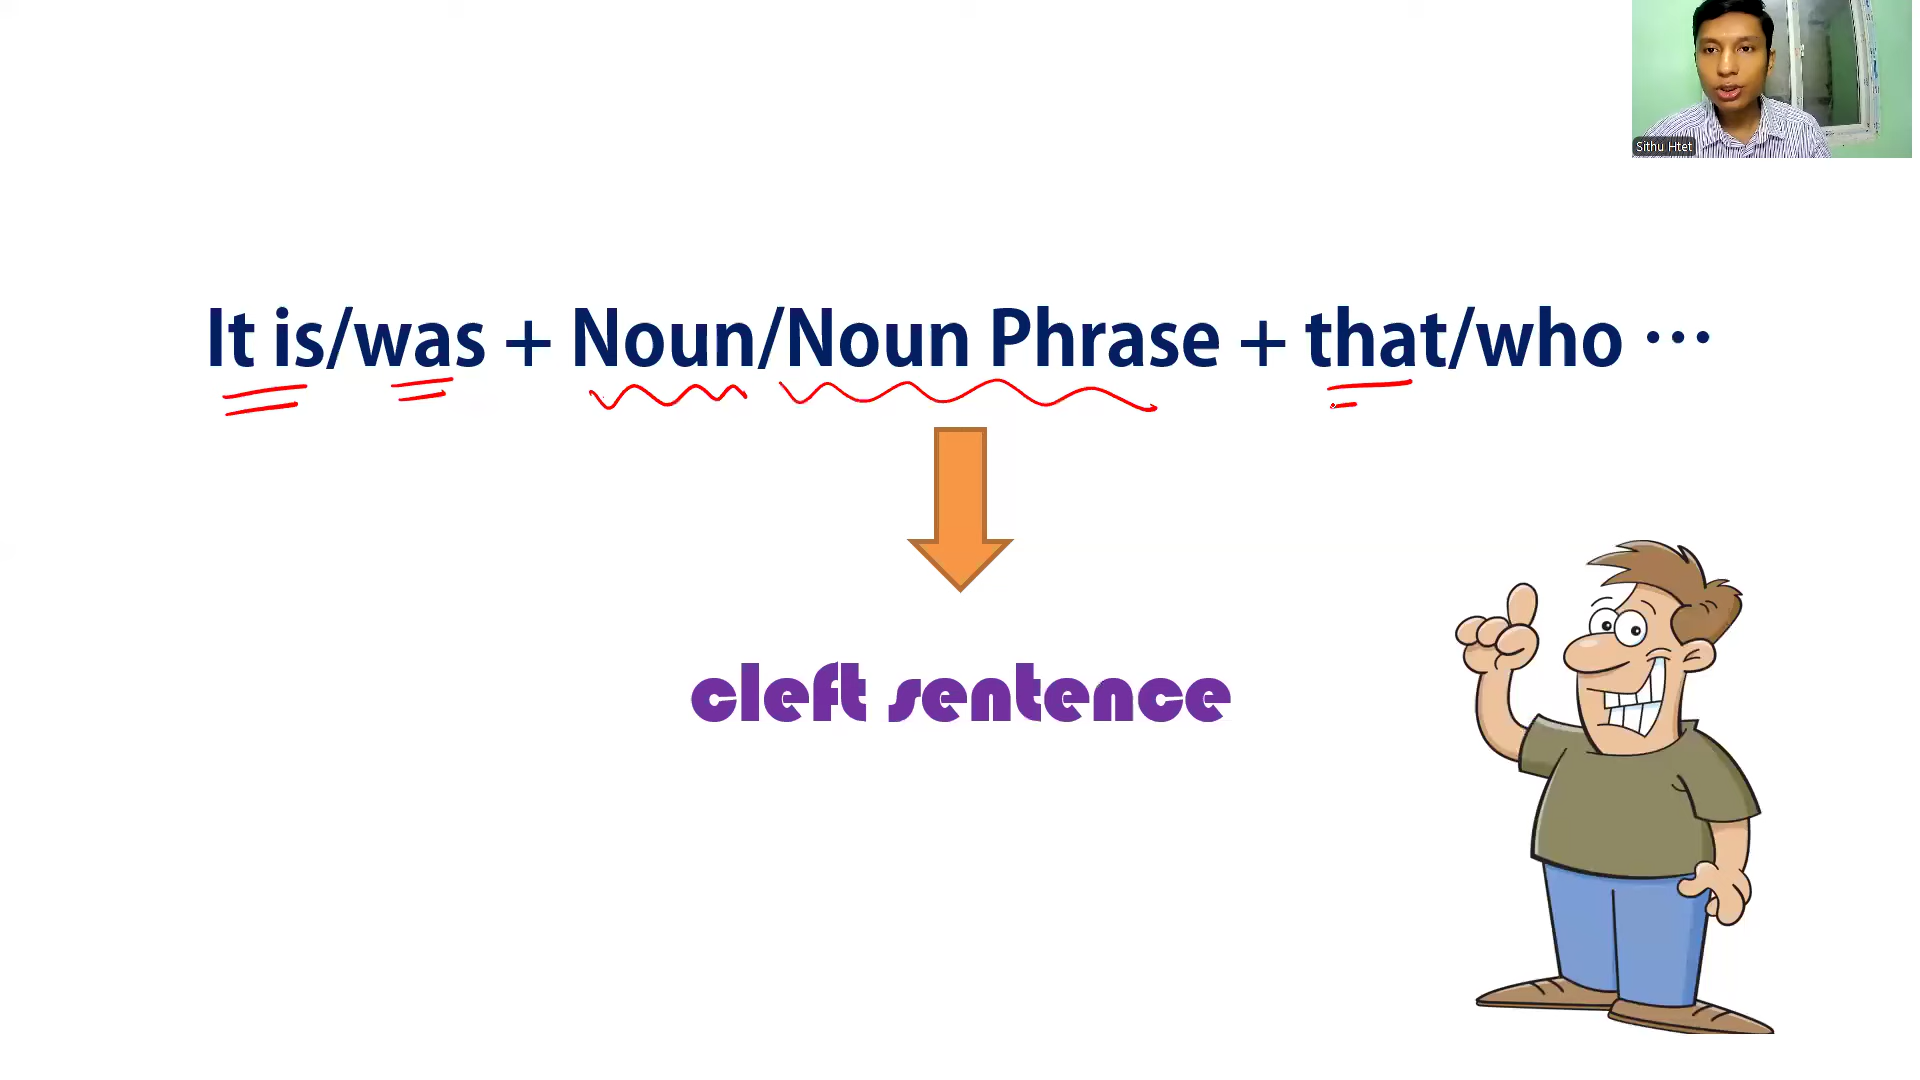 Sithu Htet
It is/was + Noun/Noun Phrase + that/who ⋯
cleft sentence